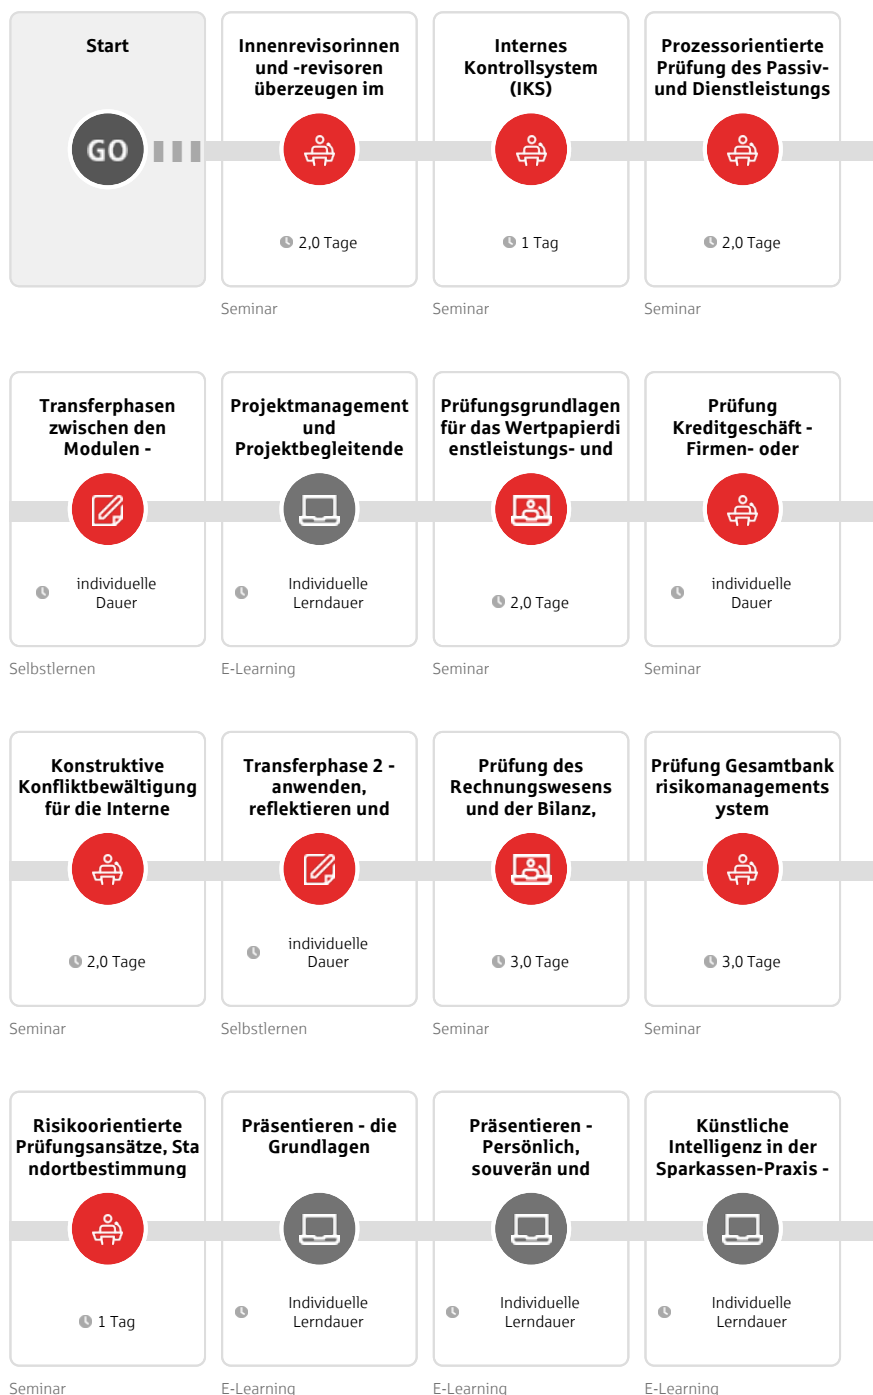 Start
GO
Innenrevisorinnen
und -revisoren
überzeugen im
2,0 Tage
Seminar
Internes
Kontrollsystem
(IKS)
1 Tag
Seminar
Prozessorientierte
Prüfung des Passiv-
und Dienstleistungs
2,0 Tage
Seminar
Transferphasen
zwischen den
Modulen -
individuelle
Dauer
Selbstlernen
Projektmanagement
und
Projektbegleitende
Individuelle
Lerndauer
E-Learning
Prüfungsgrundlagen
für das Wertpapierdi
enstleistungs- und
2,0 Tage
Seminar
Prüfung
Kreditgeschäft -
Firmen- oder
individuelle
Dauer
Seminar
Konstruktive
Konfliktbewältigung
für die Interne
2,0 Tage
Seminar
Transferphase 2 -
anwenden,
reflektieren und
individuelle
Dauer
Selbstlernen
Prüfung des
Rechnungswesens
und der Bilanz,
3,0 Tage
Seminar
Prüfung Gesamtbank
risikomanagements
ystem
3,0 Tage
Seminar
Risikoorientierte
Prüfungsansätze, Sta
ndortbestimmung
1 Tag
Seminar
Präsentieren - die
Grundlagen
Individuelle
Lerndauer
E-Learning
Präsentieren -
Persönlich,
souverän und
Individuelle
Lerndauer
E-Learning
Künstliche
Intelligenz in der
Sparkassen-Praxis -
Individuelle
Lerndauer
E-Learning